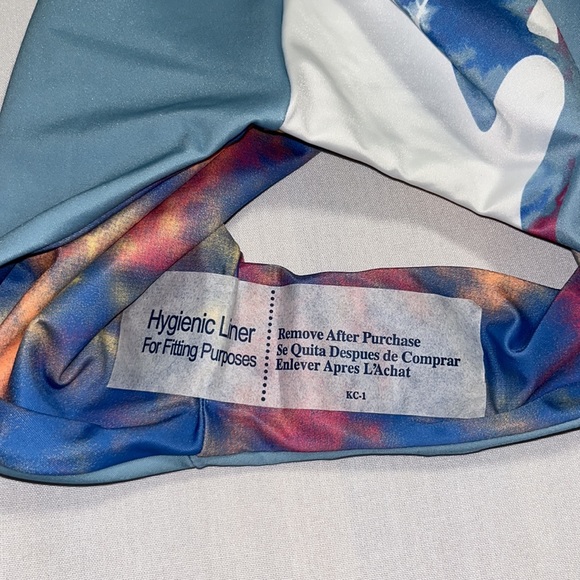 Hygienic Liner
For Fitting Purposes
Remove After Purchase
Se Quita Despues de Comprar
Enlever Apres L'Achat
KC-1